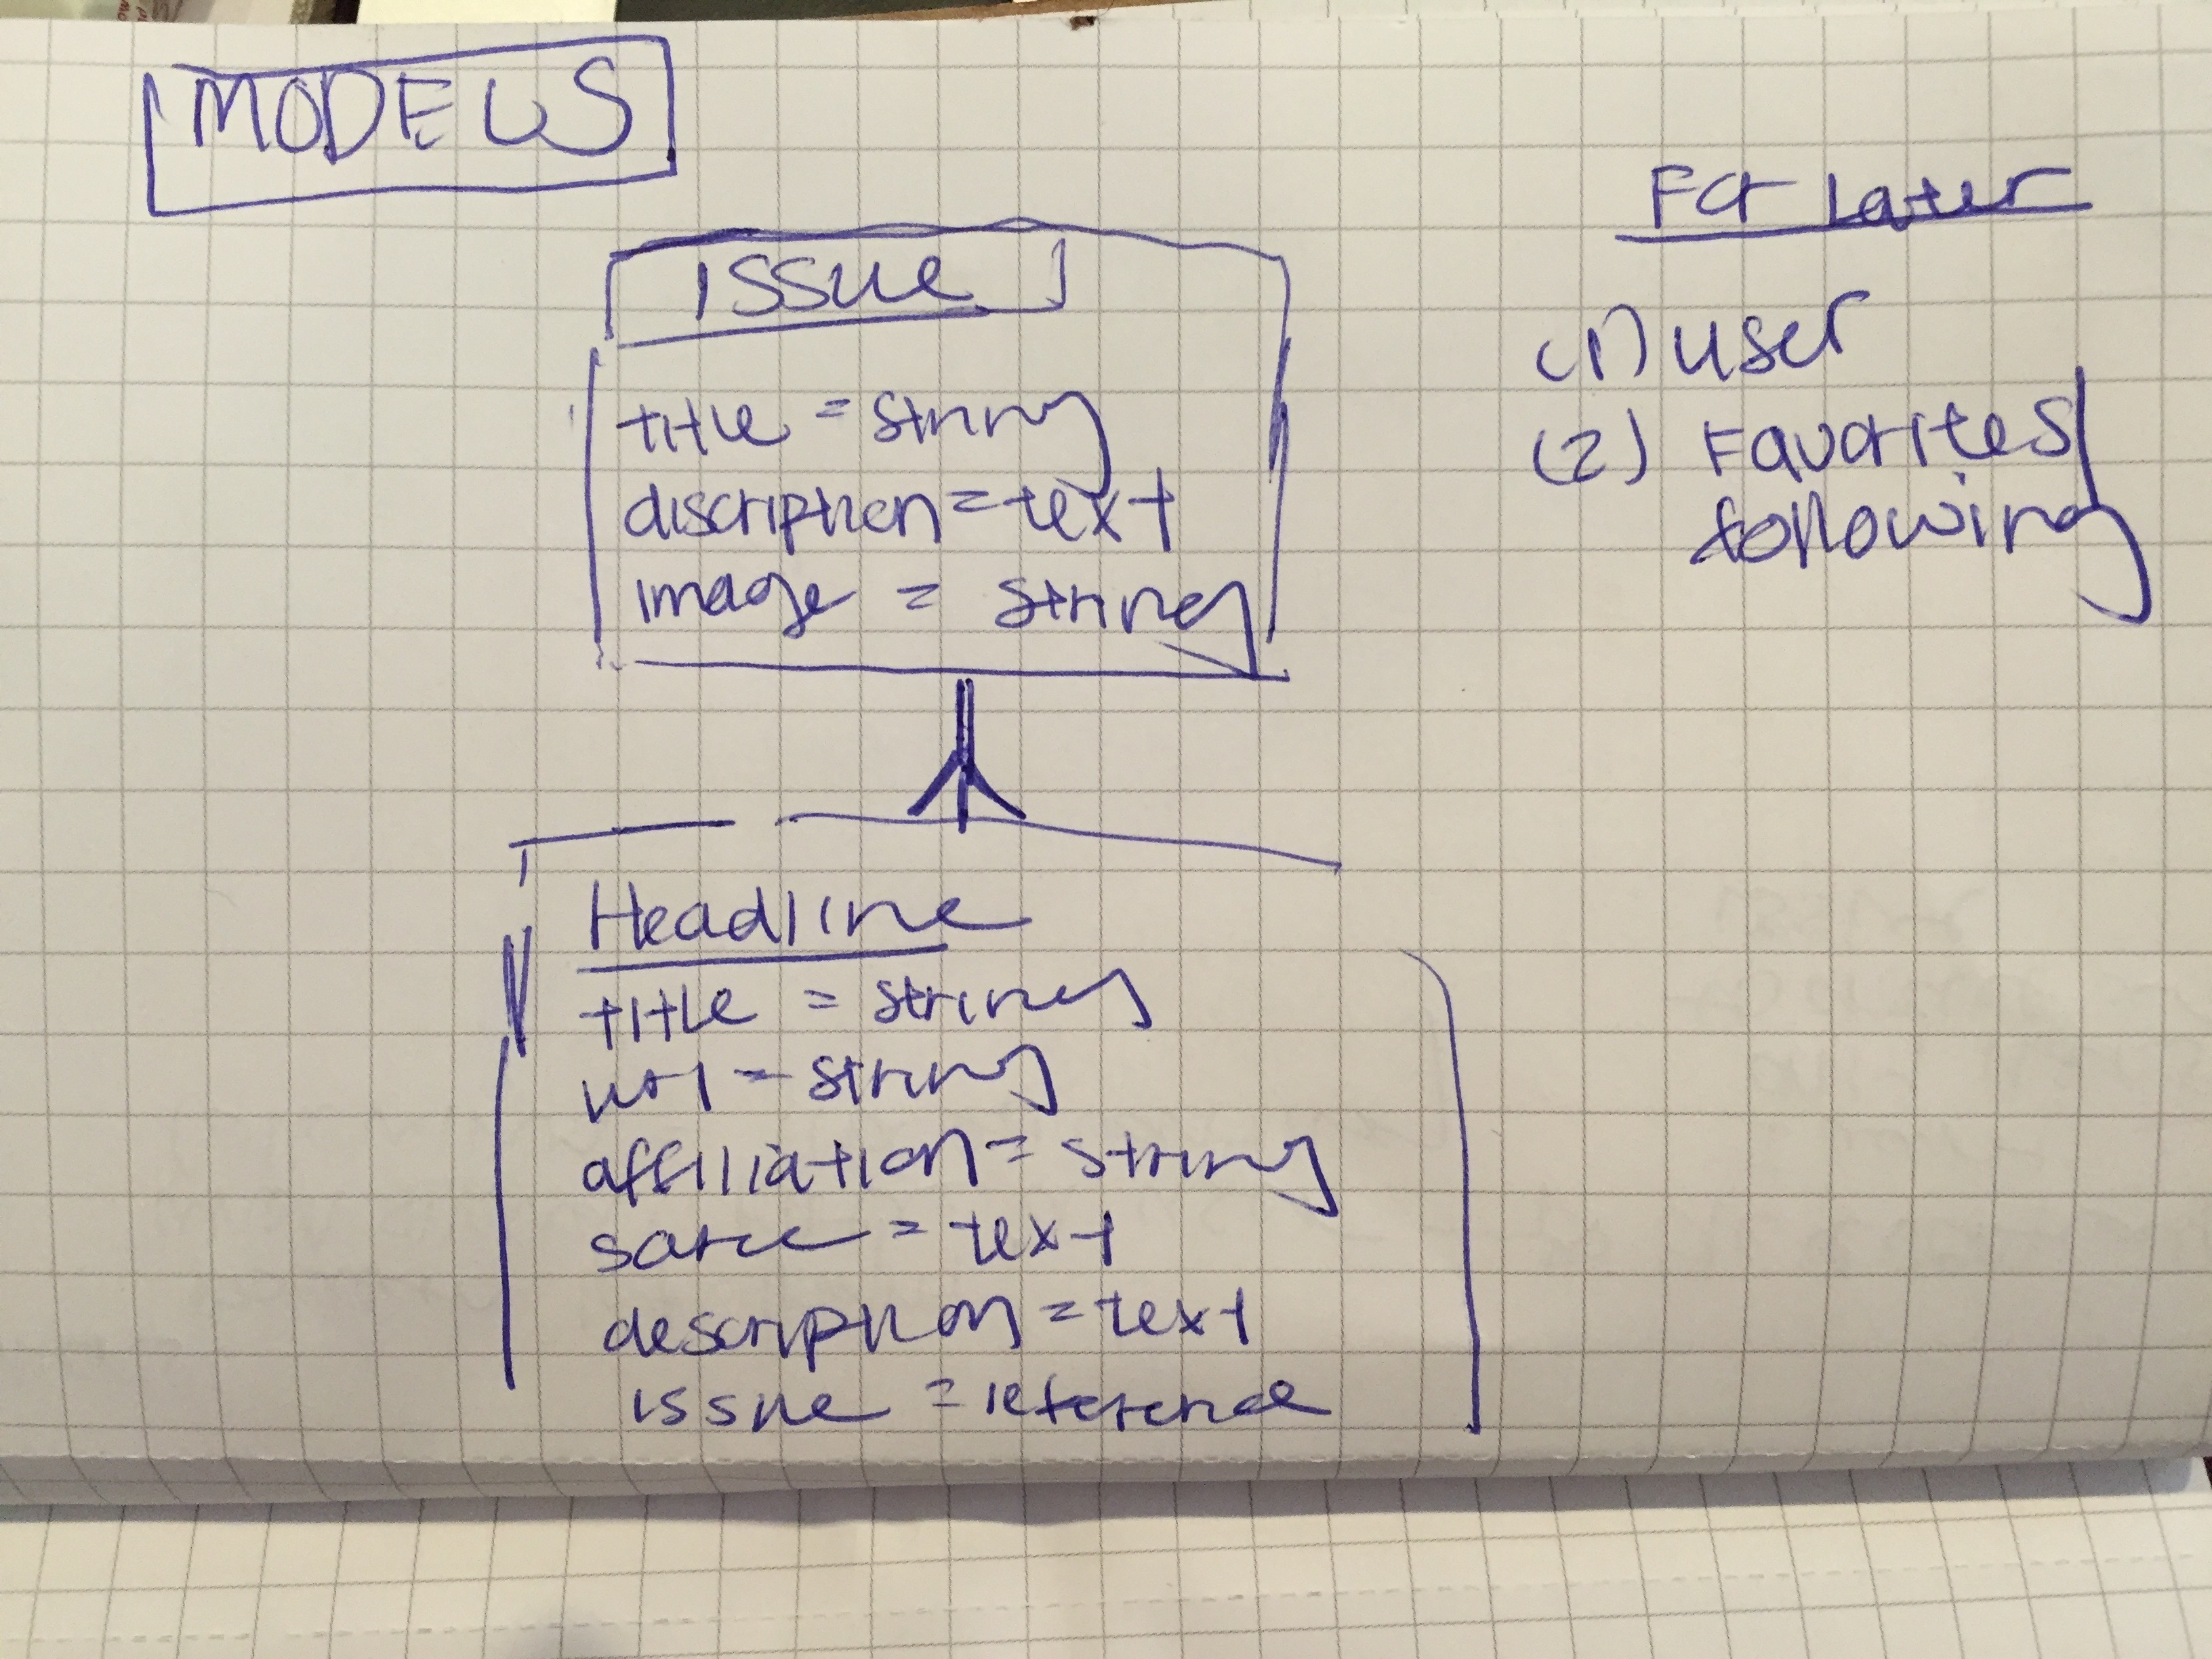 MODELS
Issue
title = string
discription = text
image = string
Headline
title = string
url = string
affiliation = string
sorce = text
description = text
issue = reference
For Later
(1) user
(2) Favorites/
following